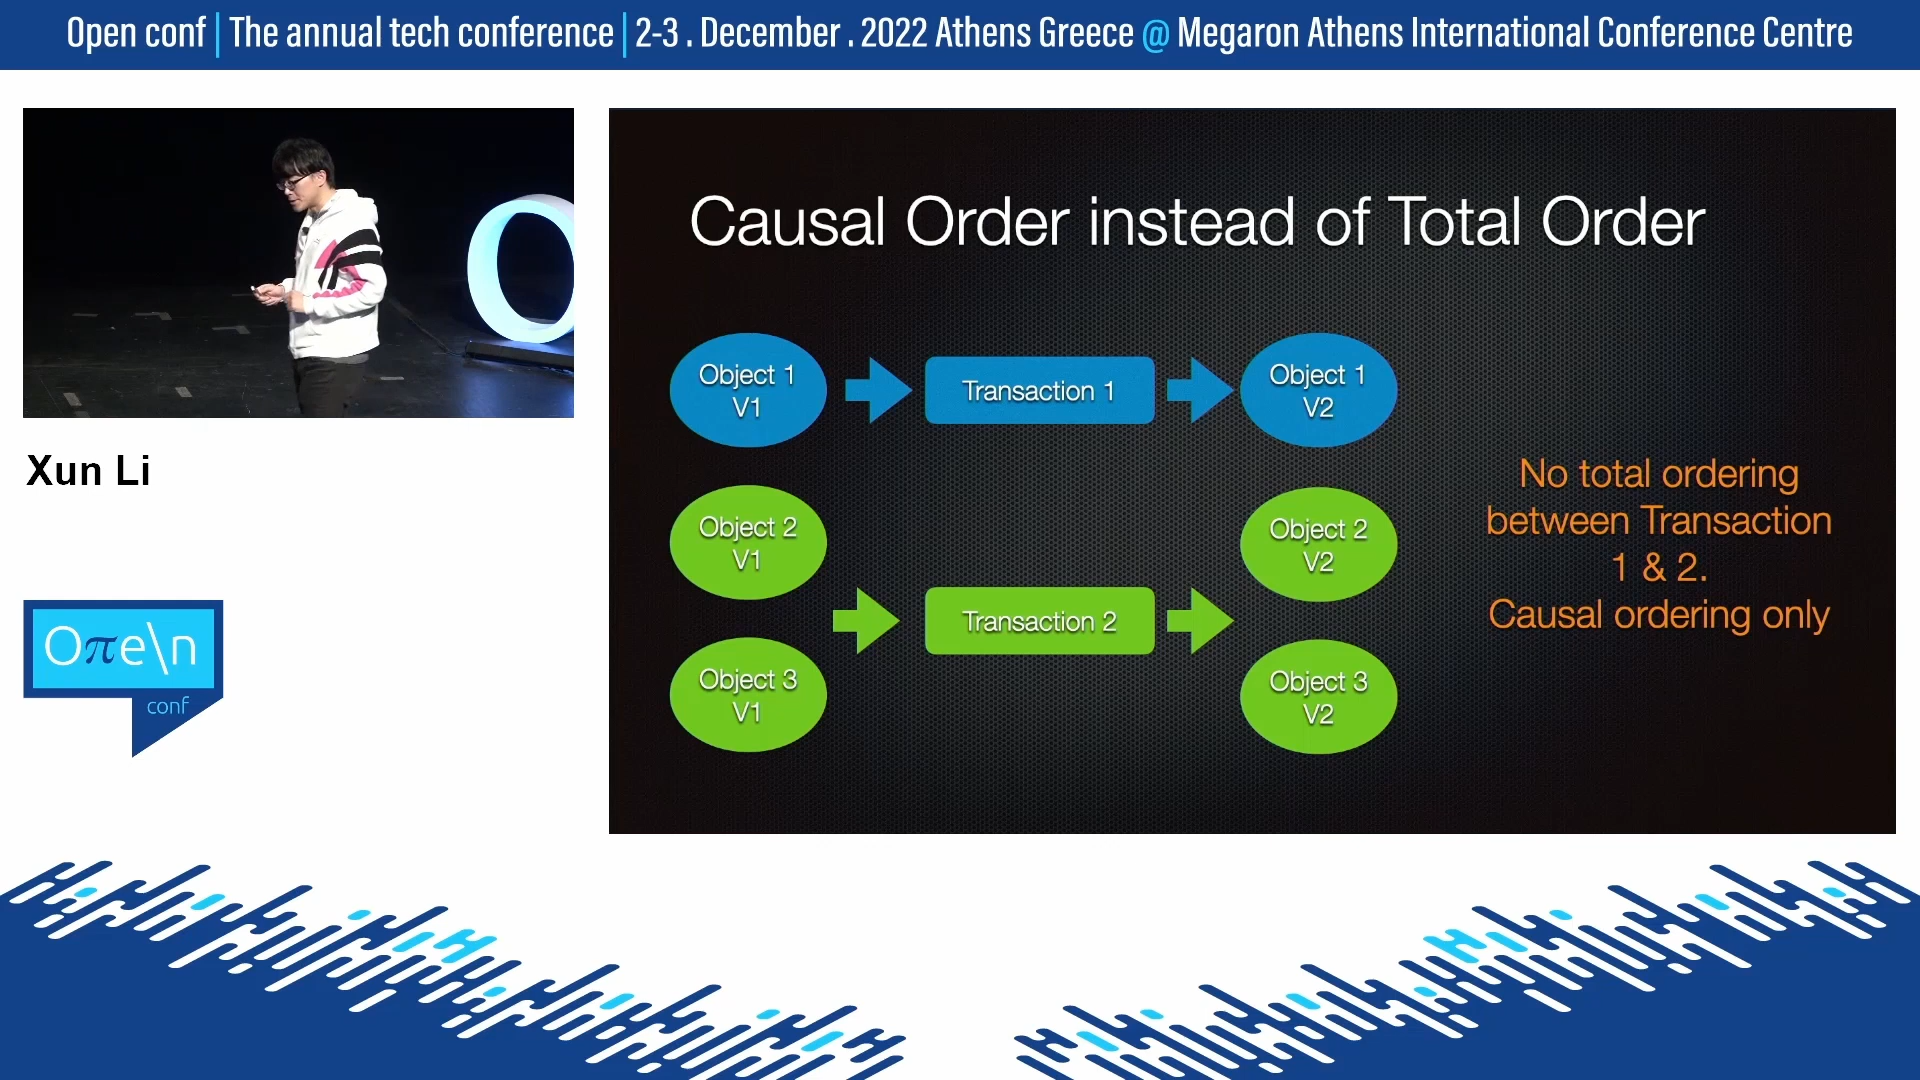 Open conf | The annual tech conference | 2-3 . December . 2022 Athens Greece @ Megaron Athens International Conference Centre
Xun Li
Oπe\n
conf
Causal Order instead of Total Order
Object 1
V1
Transaction 1
Object 1
V2
Object 2
V1
Object 3
V1
Transaction 2
Object 2
V2
Object 3
V2
No total ordering
between Transaction
1 & 2.
Causal ordering only